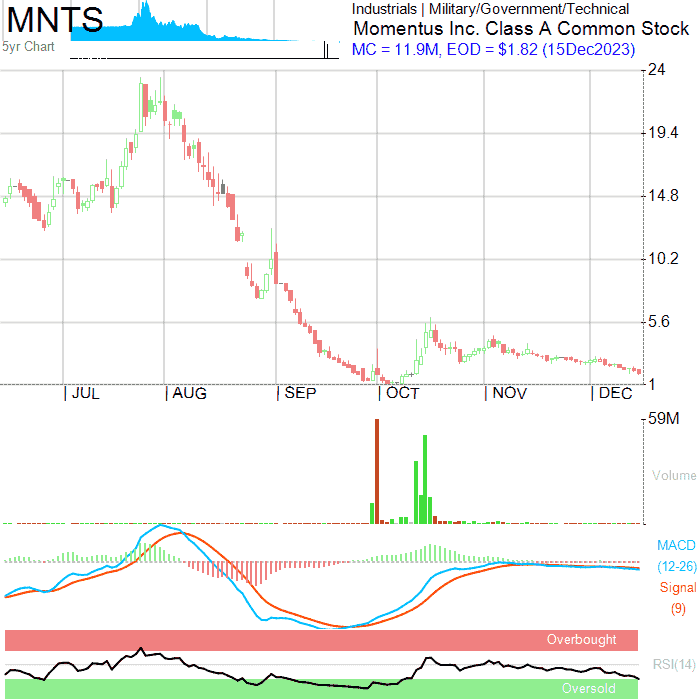 MNTS
Industrials | Military/Government/Technical
Momentus Inc. Class A Common Stock
5yr Chart
MC = 11.9M, EOD = $1.82 (15Dec2023)
24
19.4
14.8
10.2
5.6
1
JUL AUG SEP OCT NOV DEC
59M
Volume
MACD
(12-26)
Signal
(9)
Overbought
RSI(14)
Oversold